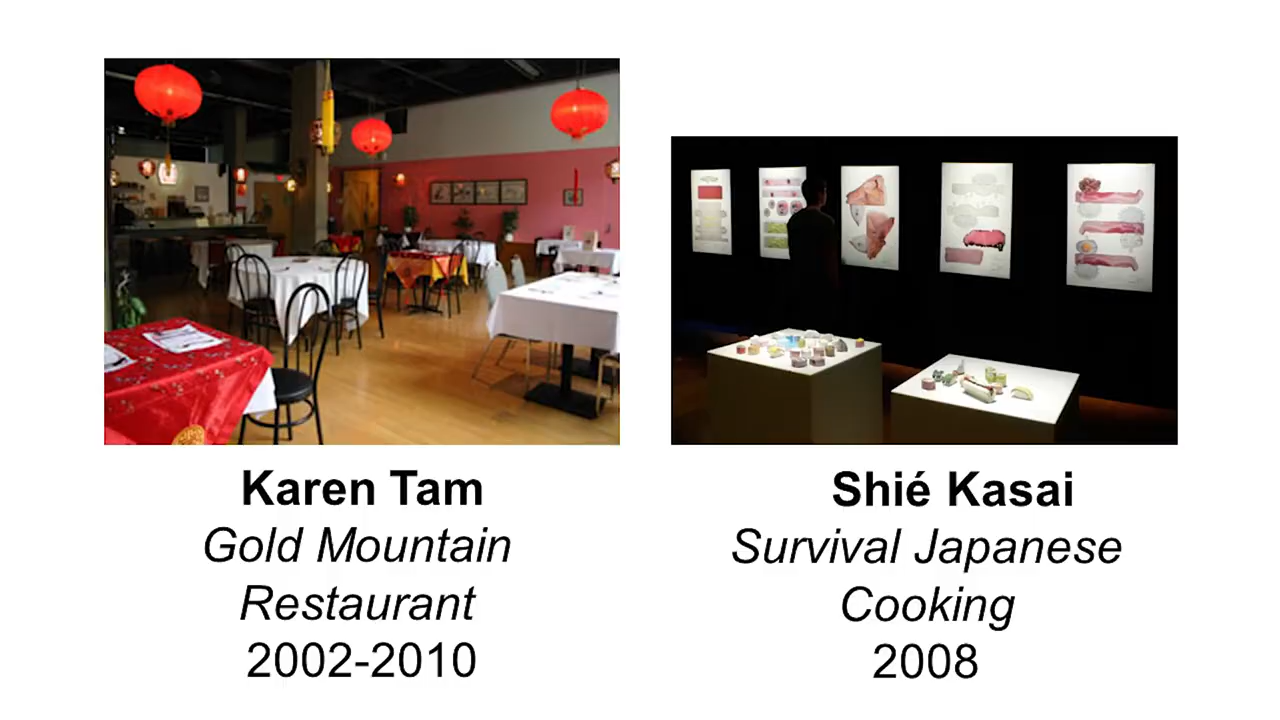 Karen Tam
Gold Mountain
Restaurant
2002-2010
Shié Kasai
Survival Japanese
Cooking
2008